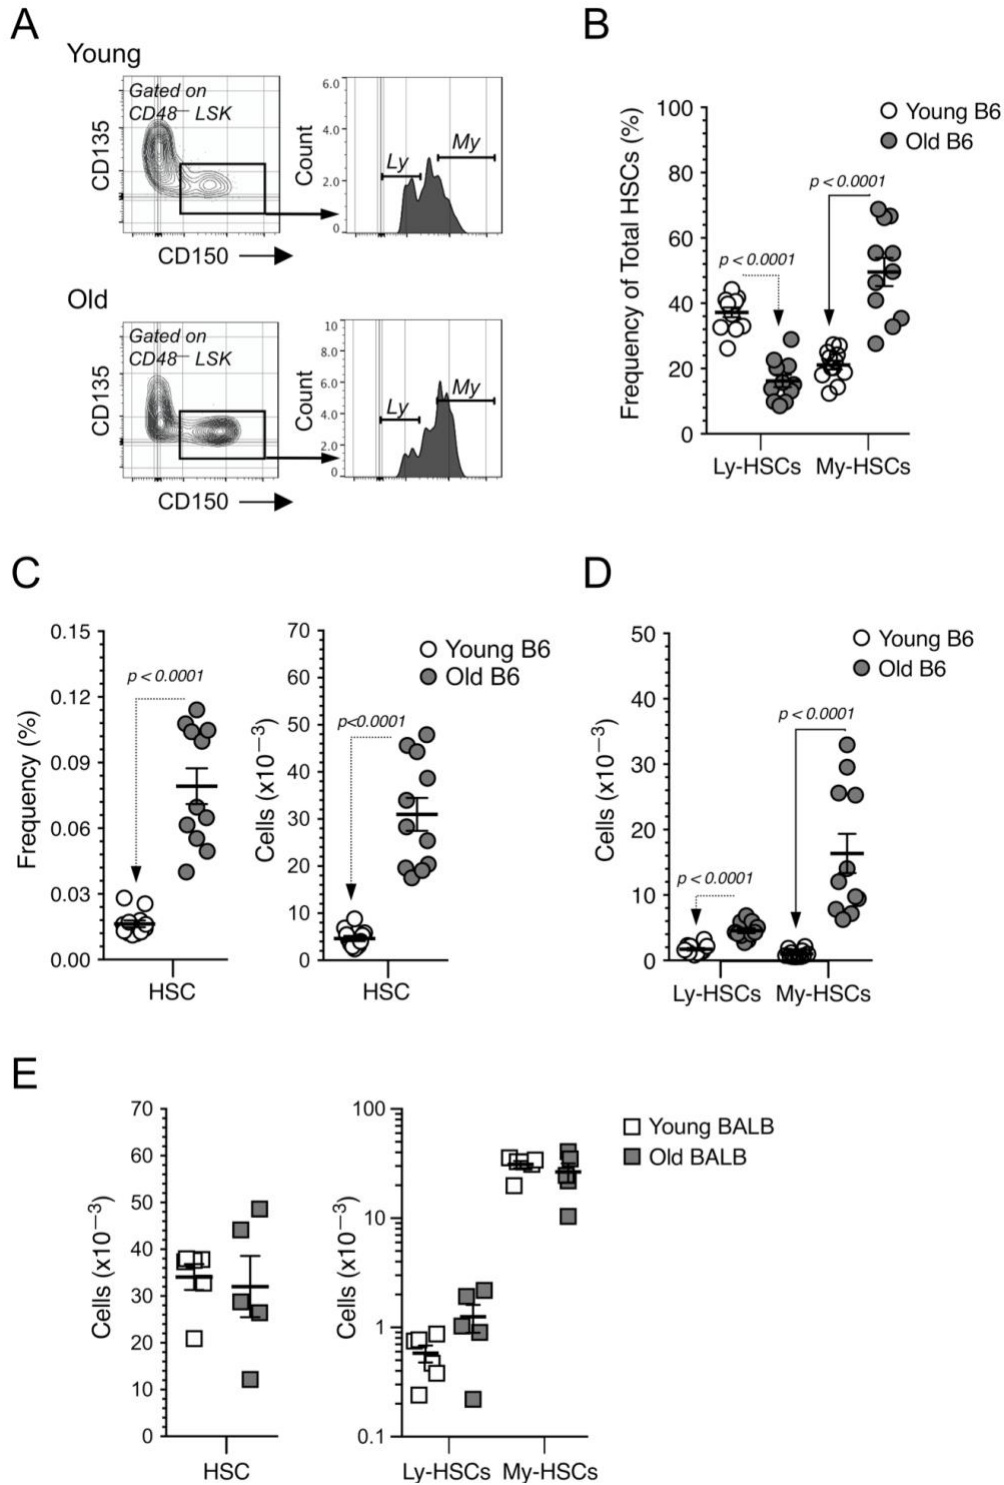 A
Young
Gated on
CD48— LSK
CD135
CD150
6.0
4.0
2.0
0
Count
Ly
My
Old
Gated on
CD48— LSK
CD135
CD150
10
8.0
6.0
4.0
2.0
0
Count
Ly
My
B
Young B6
Old B6
Frequency of Total HSCs (%)
100
80
60
40
20
0
p < 0.0001
p < 0.0001
Ly-HSCs
My-HSCs
C
Frequency (%)
0.15
0.12
0.09
0.06
0.03
0.00
p < 0.0001
HSC
Cells (x10−3)
70
60
50
40
30
20
10
0
p<0.0001
Young B6
Old B6
HSC
D
Cells (x10−3)
50
40
30
20
10
0
Young B6
Old B6
p < 0.0001
p < 0.0001
Ly-HSCs
My-HSCs
E
Cells (x10−3)
70
60
50
40
30
20
10
0
HSC
Cells (x10−3)
100
10
1
0.1
Ly-HSCs
My-HSCs
Young BALB
Old BALB